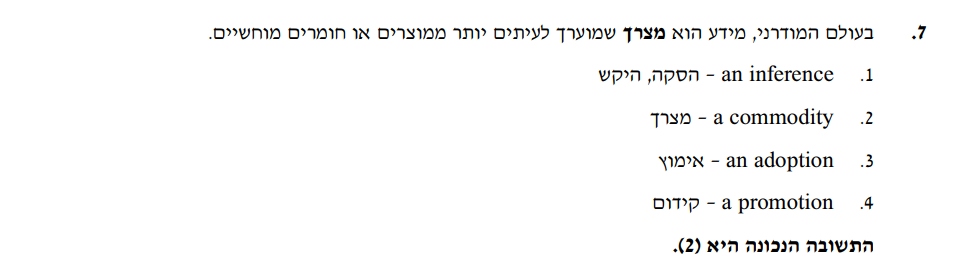 7. בעולם המודרני, מידע הוא מצרך שמוערך לעיתים יותר ממוצרים או חומרים מוחשיים.
1. an inference – הסקה, היקש
2. a commodity – מצרך
3. an adoption – אימוץ
4. a promotion – קידום
התשובה הנכונה היא (2).